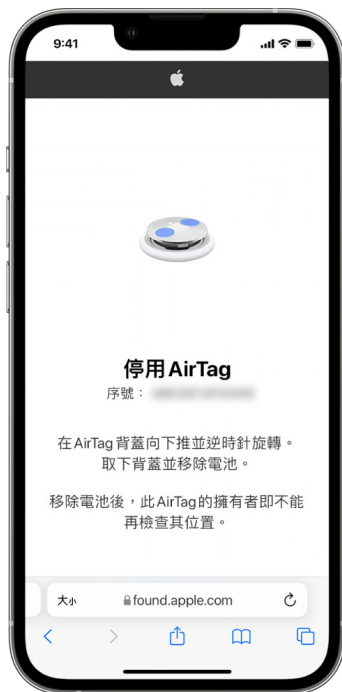 9:41
停用 AirTag
序號：
在 AirTag 背蓋向下推並逆時針旋轉。
取下背蓋並移除電池。
移除電池後，此 AirTag 的擁有者即不能
再檢查其位置。
大小 found.apple.com